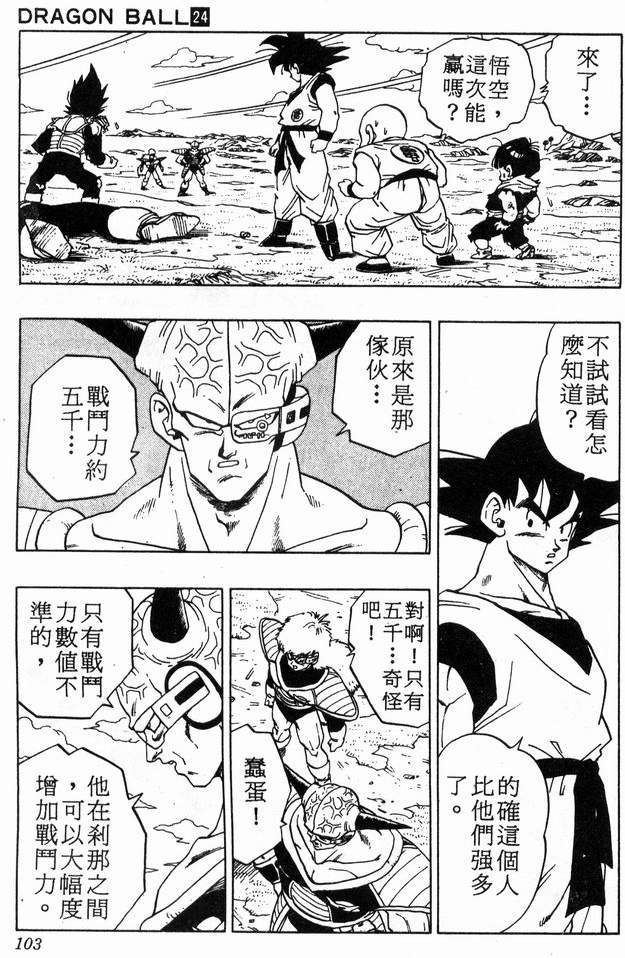 DRAGON BALL 24
來了…
悟空，
這次能
贏嗎？
不試試看怎
麼知道？
原來是那
傢伙…
戰鬥力約
五千…
的確這個人
比他們强多
了。
對啊！只有
五千…奇怪
吧！
蠢蛋！
只有戰鬥
力數值不
準的，
他在剎那之間
，可以大幅度
增加戰鬥力。
103